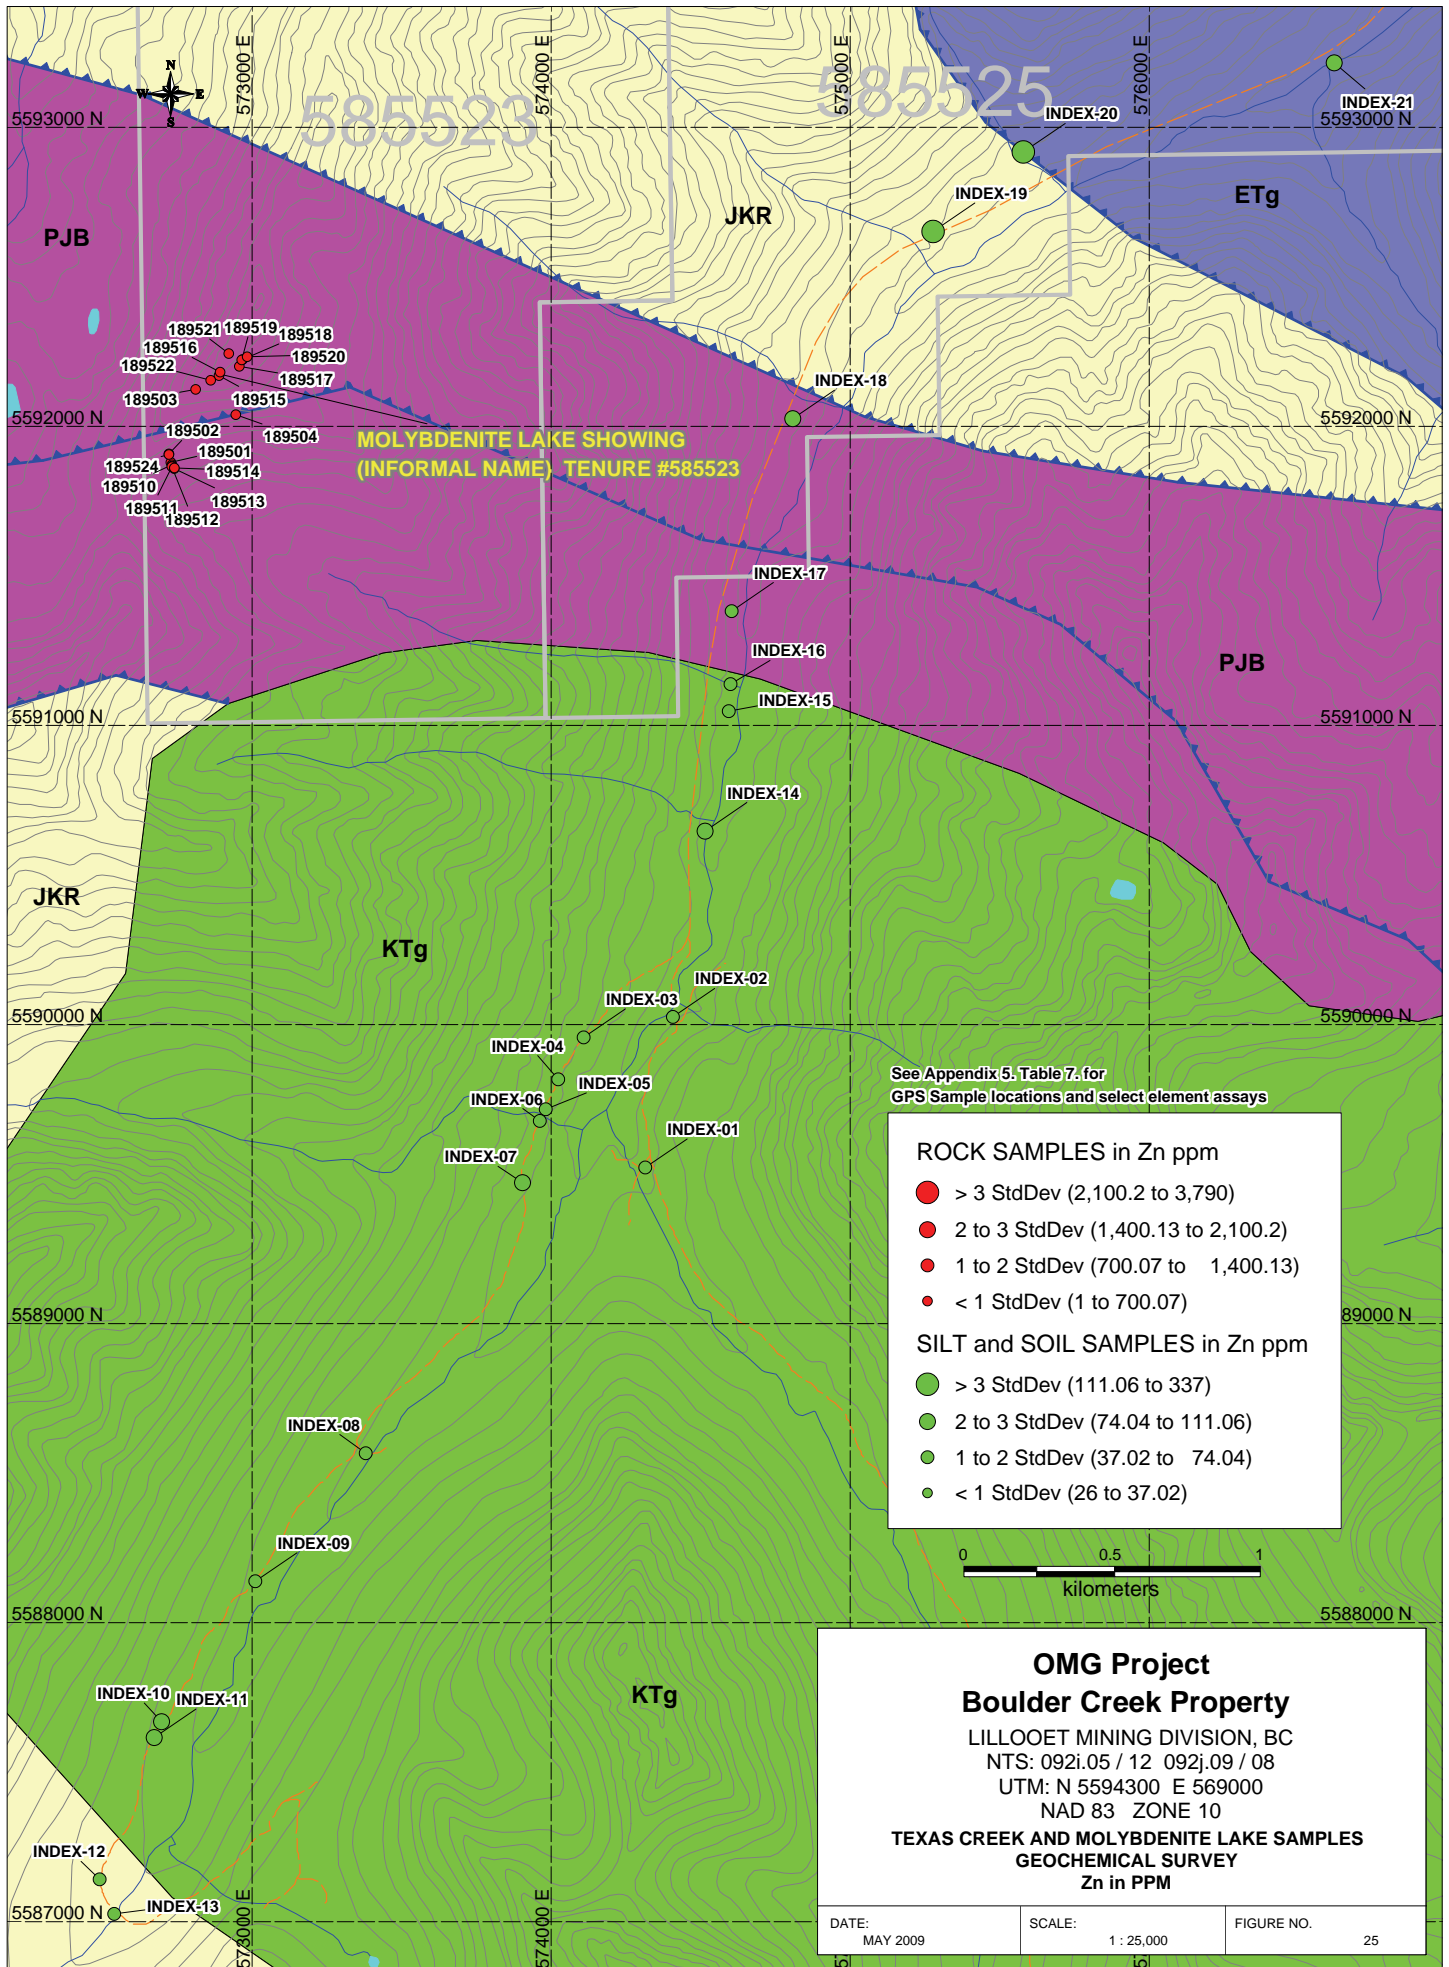 N
W E
S
573000 E
574000 E
575000 E
576000 E
585523
585525
5593000 N
5593000 N
INDEX-21
INDEX-20
ETg
INDEX-19
JKR
PJB
189521
189519
189518
189516
189520
189522
189517
189503
189515
INDEX-18
5592000 N
5592000 N
189504
189502
189501
189524
189514
189510
189513
189511
189512
MOLYBDENITE LAKE SHOWING
(INFORMAL NAME) TENURE #585523
INDEX-17
INDEX-16
PJB
INDEX-15
5591000 N
5591000 N
INDEX-14
JKR
KTg
INDEX-02
INDEX-03
5590000 N
5590000 N
INDEX-04
INDEX-05
INDEX-06
INDEX-01
INDEX-07
See Appendix 5. Table 7. for
GPS Sample locations and select element assays
ROCK SAMPLES in Zn ppm
> 3 StdDev (2,100.2 to 3,790)
2 to 3 StdDev (1,400.13 to 2,100.2)
1 to 2 StdDev (700.07 to 1,400.13)
< 1 StdDev (1 to 700.07)
5589000 N
89000 N
SILT and SOIL SAMPLES in Zn ppm
> 3 StdDev (111.06 to 337)
2 to 3 StdDev (74.04 to 111.06)
1 to 2 StdDev (37.02 to 74.04)
< 1 StdDev (26 to 37.02)
INDEX-08
0 0.5 1
kilometers
INDEX-09
5588000 N
5588000 N
KTg
INDEX-10
INDEX-11
INDEX-12
INDEX-13
5587000 N
573000 E
574000 E
OMG Project
Boulder Creek Property
LILLOOET MINING DIVISION, BC
NTS: 092i.05 / 12 092j.09 / 08
UTM: N 5594300 E 569000
NAD 83 ZONE 10
TEXAS CREEK AND MOLYBDENITE LAKE SAMPLES
GEOCHEMICAL SURVEY
Zn in PPM
DATE:
MAY 2009
SCALE:
1 : 25,000
FIGURE NO.
25